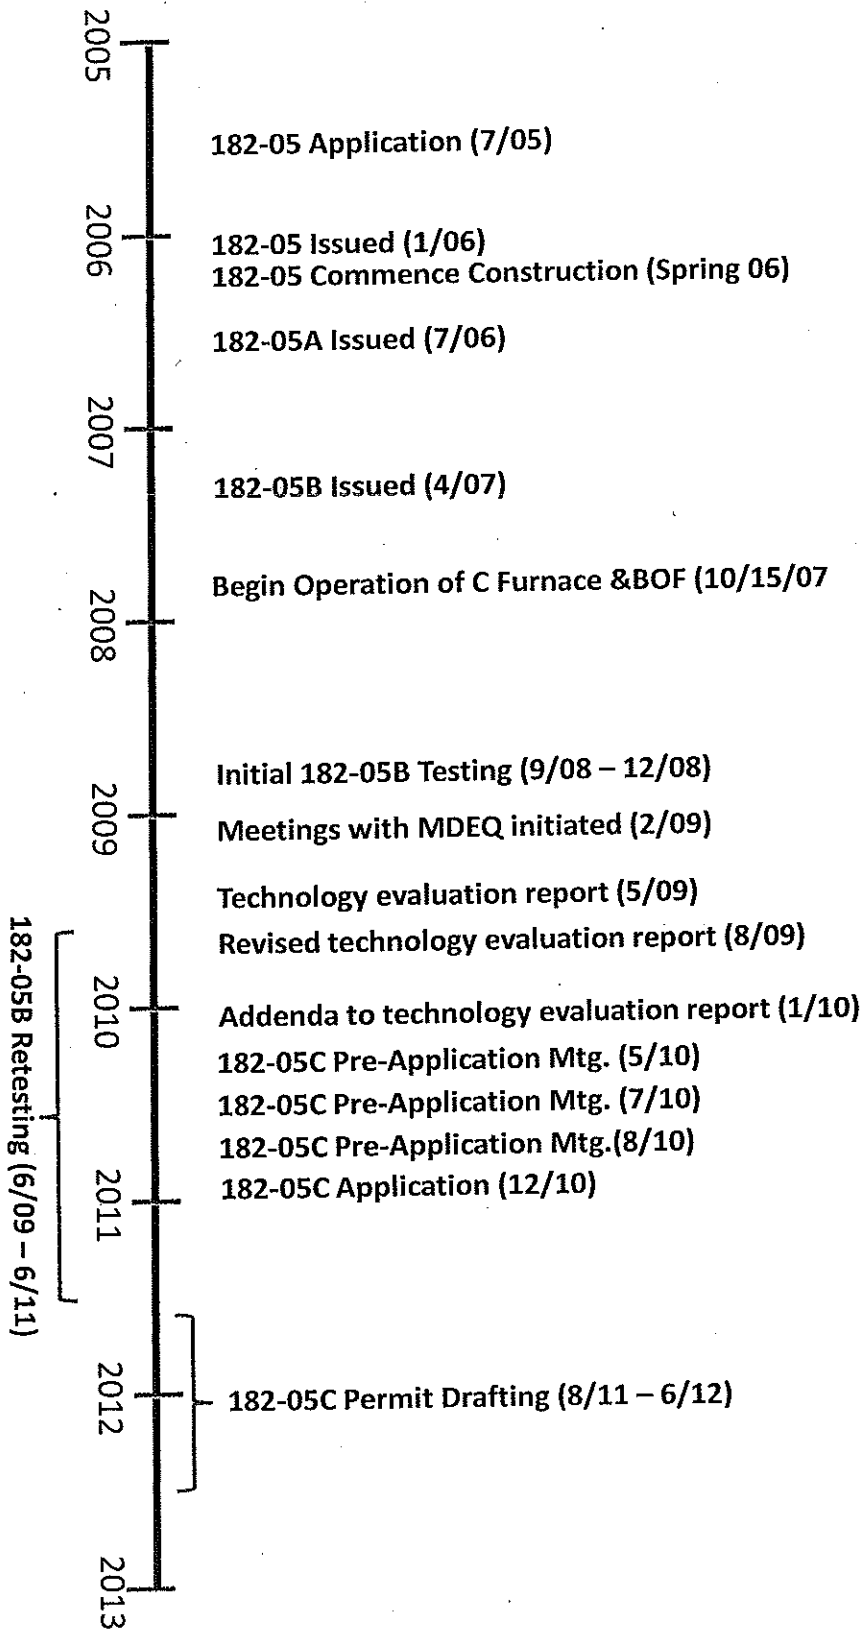 2005
182-05 Application (7/05)
2006
182-05 Issued (1/06)
182-05 Commence Construction (Spring 06)
182-05A Issued (7/06)
2007
182-05B Issued (4/07)
Begin Operation of C Furnace &BOF (10/15/07
2008
Initial 182-05B Testing (9/08 – 12/08)
2009
Meetings with MDEQ initiated (2/09)
Technology evaluation report (5/09)
Revised technology evaluation report (8/09)
182-05B Retesting (6/09 – 6/11)
2010
Addenda to technology evaluation report (1/10)
182-05C Pre-Application Mtg. (5/10)
182-05C Pre-Application Mtg. (7/10)
182-05C Pre-Application Mtg.(8/10)
182-05C Application (12/10)
2011
2012
182-05C Permit Drafting (8/11 – 6/12)
2013